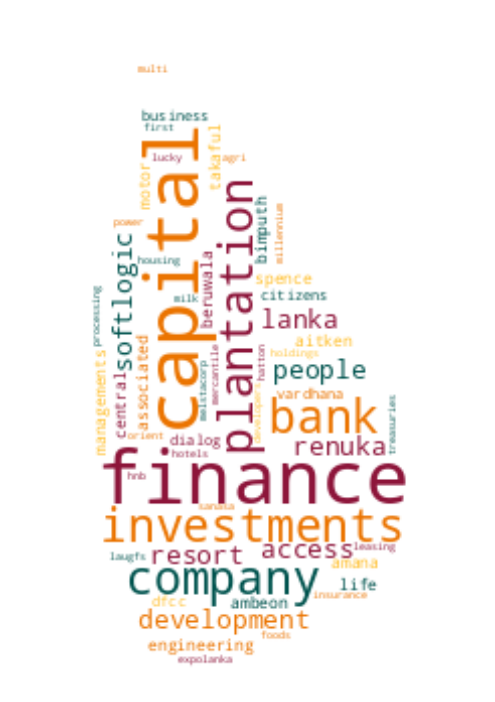 multi
business
first
lucky
agri
takaful
motor
capital
plantation
bimputh
millennium
power
softlogic
housing
beruwala
spence
citizens
milk
processing
lanka
managements
central
associated
meistacorp
mercantile
hatton
aitken
holdings
people
developers
vardhana
treasuries
bank
orient
dialog
renuka
hotels
finance
hnb
sanasa
investments
laugfs
resort
access
leasing
amana
company
life
insurance
dfcc
ambeon
development
foods
engineering
expolanka